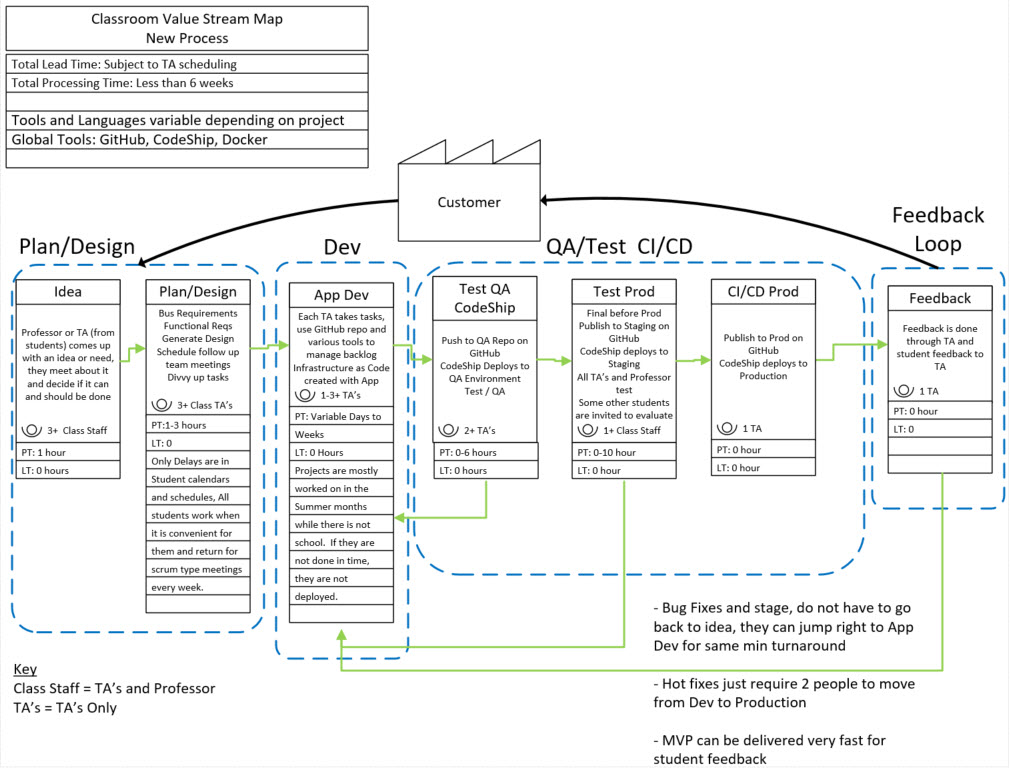 Classroom Value Stream Map
New Process
Total Lead Time: Subject to TA scheduling
Total Processing Time: Less than 6 weeks
Tools and Languages variable depending on project
Global Tools: GitHub, CodeShip, Docker
Customer
Plan/Design
Idea
Professor or TA (from
students) comes up
with an idea or need,
they meet about it
and decide if it can
and should be done
3+ Class Staff
PT: 1 hour
LT: 0 hours
Plan/Design
Bus Requirements
Functional Reqs
Generate Design
Schedule follow up
team meetings
Divvy up tasks
3+ Class TA’s
PT:1-3 hours
LT: 0
Only Delays are in
Student calendars
and schedules, All
students work when
it is convenient for
them and return for
scrum type meetings
every week.
Dev
App Dev
Each TA takes tasks,
use GitHub repo and
various tools to
manage backlog
Infrastructure as Code
created with App
1-3+ TA’s
PT: Variable Days to
Weeks
LT: 0 Hours
Projects are mostly
worked on in the
Summer months
while there is not
school. If they are
not done in time,
they are not
deployed.
QA/Test CI/CD
Test QA
CodeShip
Push to QA Repo on
GitHub
CodeShip Deploys to
QA Environment
Test / QA
2+ TA’s
PT: 0-6 hours
LT: 0 hours
Test Prod
Final before Prod
Publish to Staging on
GitHub
CodeShip deploys to
Staging
All TA’s and Professor
test
Some other students
are invited to evaluate
1+ Class Staff
PT: 0-10 hour
LT: 0 hour
CI/CD Prod
Publish to Prod on
GitHub
CodeShip deploys to
Production
1 TA
PT: 0 hour
LT: 0 hour
Feedback
Loop
Feedback
Feedback is done
through TA and
student feedback to
TA
1 TA
PT: 0 hour
LT: 0
- Bug Fixes and stage, do not have to go
back to idea, they can jump right to App
Dev for same min turnaround
- Hot fixes just require 2 people to move
from Dev to Production
- MVP can be delivered very fast for
student feedback
Key
Class Staff = TA’s and Professor
TA’s = TA’s Only